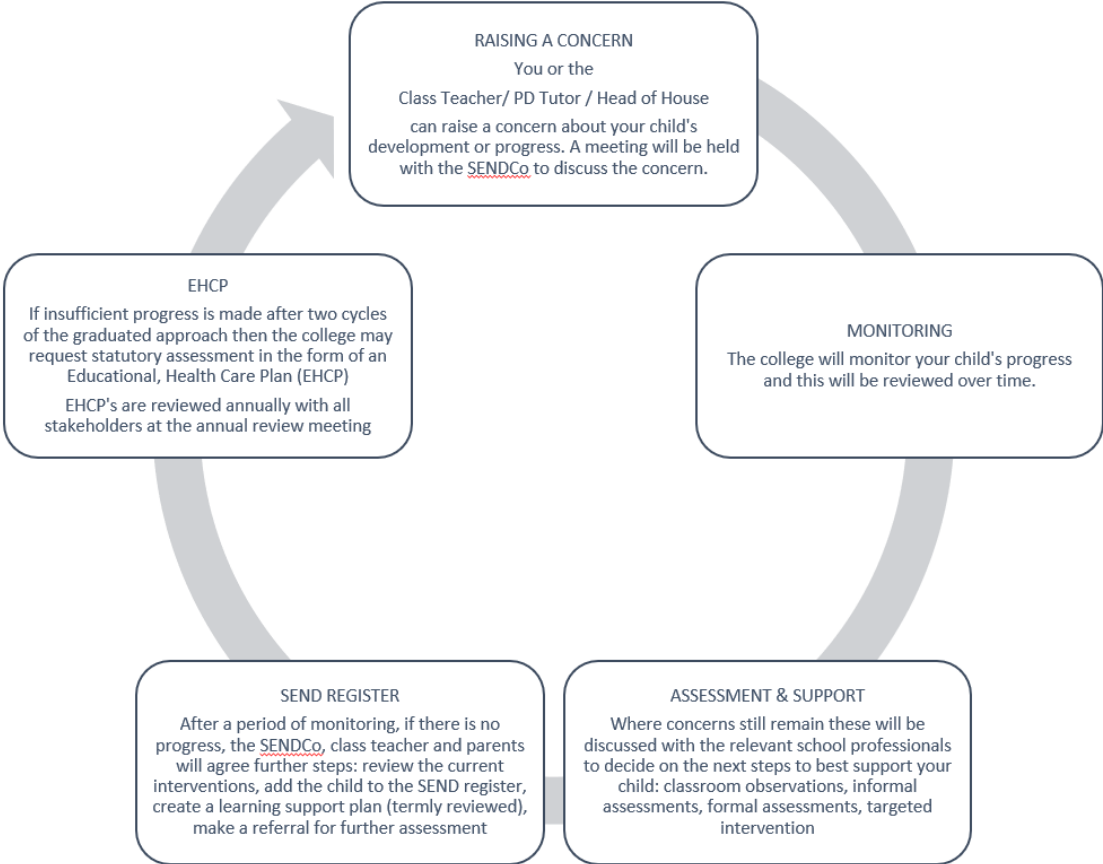 RAISING A CONCERN
You or the
Class Teacher/ PD Tutor / Head of House
can raise a concern about your child's
development or progress. A meeting will be held
with the SENDCo to discuss the concern.
MONITORING
The college will monitor your child's progress
and this will be reviewed over time.
ASSESSMENT & SUPPORT
Where concerns still remain these will be
discussed with the relevant school professionals
to decide on the next steps to best support your
child: classroom observations, informal
assessments, formal assessments, targeted
intervention
SEND REGISTER
After a period of monitoring, if there is no
progress, the SENDCo, class teacher and parents
will agree further steps: review the current
interventions, add the child to the SEND register,
create a learning support plan (termly reviewed),
make a referral for further assessment
EHCP
If insufficient progress is made after two cycles
of the graduated approach then the college may
request statutory assessment in the form of an
Educational, Health Care Plan (EHCP)
EHCP's are reviewed annually with all
stakeholders at the annual review meeting